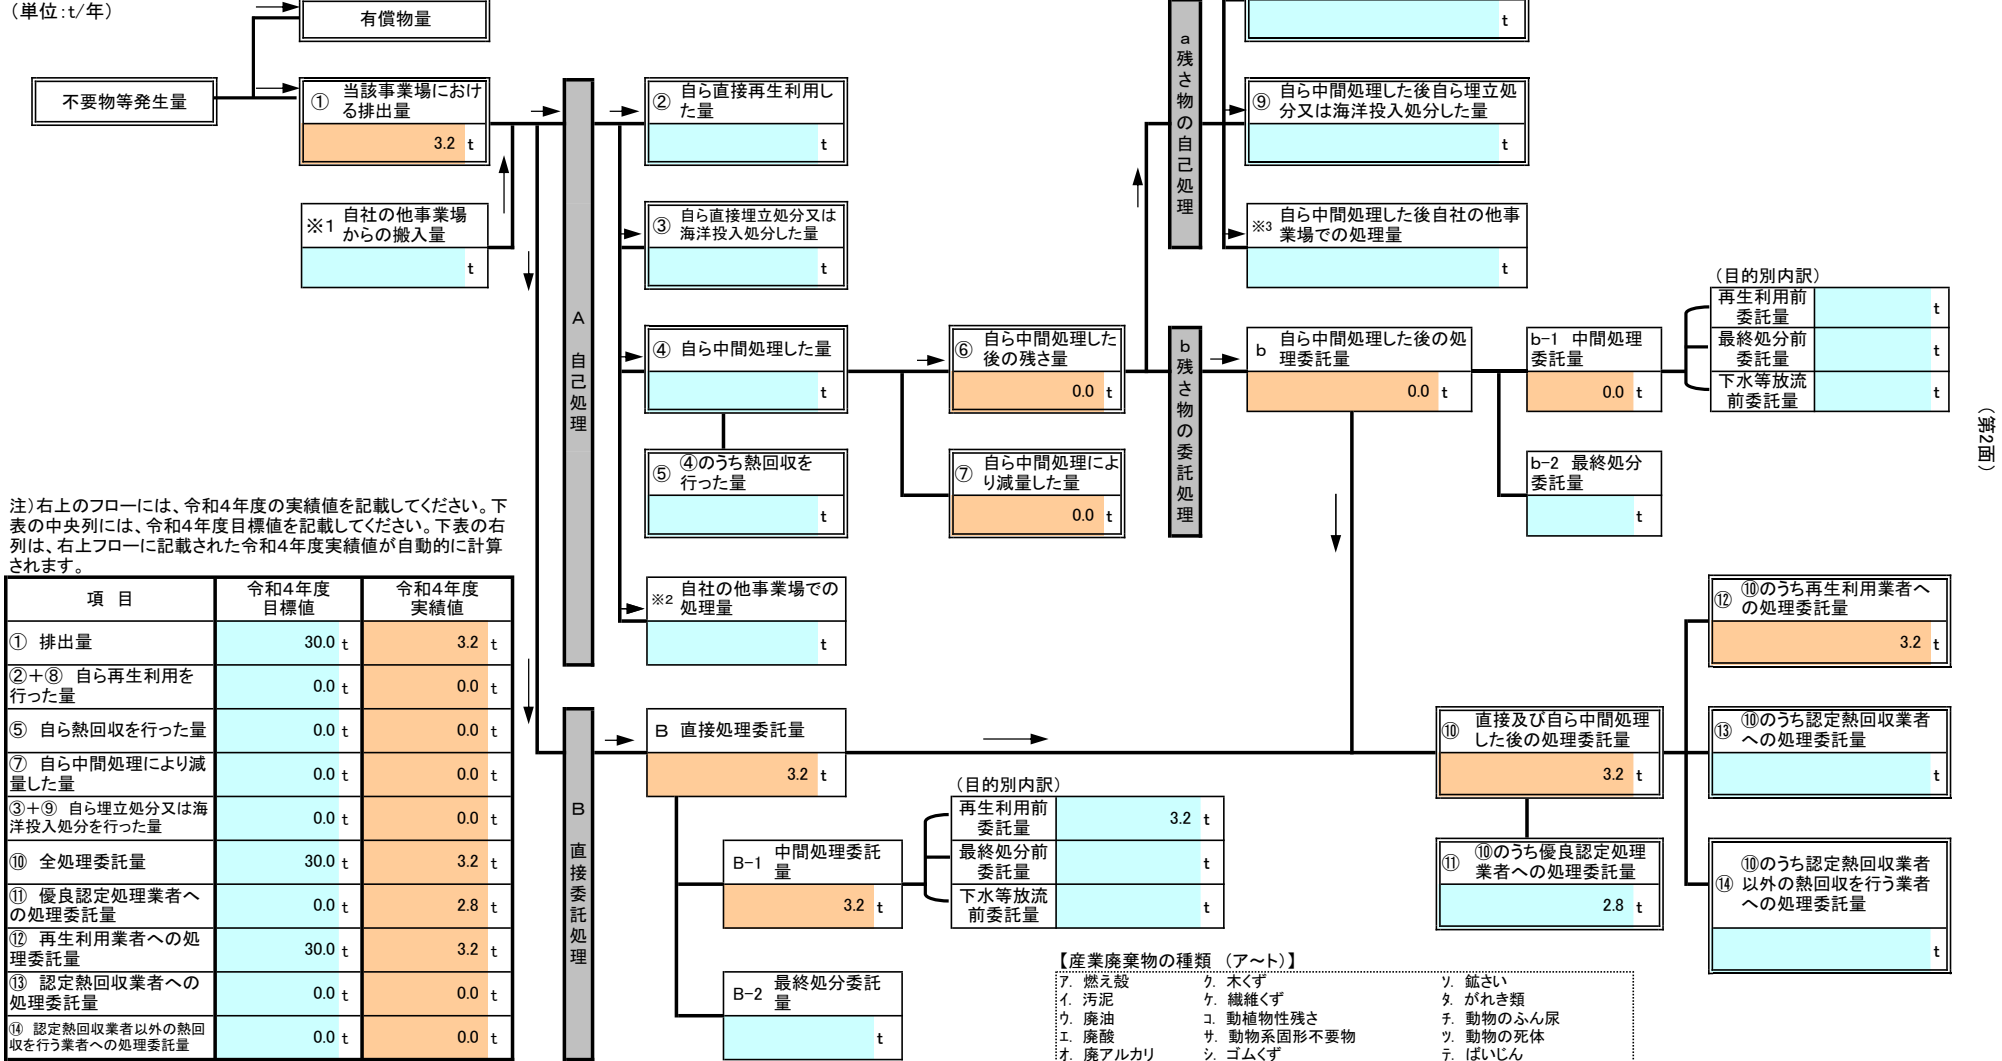 （単位：t/年）
有償物量
不要物等発生量
① 当該事業場におけ
る排出量
3.2 t
※1 自社の他事業場
からの搬入量
t
A 自己処理
② 自ら直接再生利用し
た量
t
③ 自ら直接埋立処分又は
海洋投入処分した量
t
④ 自ら中間処理した量
t
⑤ ④のうち熱回収を
行った量
t
※2 自社の他事業場での
処理量
t
⑥ 自ら中間処理した
後の残さ量
0.0 t
⑦ 自ら中間処理によ
り減量した量
0.0 t
a 残さ物の自己処理
t
⑨ 自ら中間処理した後自ら埋立処
分又は海洋投入処分した量
t
※3 自ら中間処理した後自社の他事
業場での処理量
t
b 残さ物の委託処理
b 自ら中間処理した後の処
理委託量
0.0 t
b-1 中間処理
委託量
0.0 t
b-2 最終処分
委託量
t
（目的別内訳）
再生利用前
委託量
t
最終処分前
委託量
t
下水等放流
前委託量
t
（第2面）
注）右上のフローには、令和4年度の実績値を記載してください。下
表の中央列には、令和4年度目標値を記載してください。下表の右
列は、右上フローに記載された令和4年度実績値が自動的に計算
されます。
項 目 令和4年度 目標値 令和4年度 実績値
① 排出量 30.0 t 3.2 t
②＋⑧ 自ら再生利用を
行った量 0.0 t 0.0 t
⑤ 自ら熱回収を行った量 0.0 t 0.0 t
⑦ 自ら中間処理により減
量した量 0.0 t 0.0 t
③＋⑨ 自ら埋立処分又は海
洋投入処分を行った量 0.0 t 0.0 t
⑩ 全処理委託量 30.0 t 3.2 t
⑪ 優良認定処理業者へ
の処理委託量 0.0 t 2.8 t
⑫ 再生利用業者への処
理委託量 30.0 t 3.2 t
⑬ 認定熱回収業者への
処理委託量 0.0 t 0.0 t
⑭ 認定熱回収業者以外の熱回
収を行う業者への処理委託量 0.0 t 0.0 t
B 直接委託処理
B 直接処理委託量
3.2 t
B-1 中間処理委託
量
3.2 t
B-2 最終処分委託
量
t
（目的別内訳）
再生利用前
委託量
3.2 t
最終処分前
委託量
t
下水等放流
前委託量
t
⑩ 直接及び自ら中間処理
した後の処理委託量
3.2 t
⑪ ⑩のうち優良認定処理
業者への処理委託量
2.8 t
⑫ ⑩のうち再生利用業者へ
の処理委託量
3.2 t
⑬ ⑩のうち認定熱回収業者
への処理委託量
t
⑭ ⑩のうち認定熱回収業者
以外の熱回収を行う業者
への処理委託量
t
【産業廃棄物の種類 （ア～ト）】
ｱ. 燃え殻 ｸ. 木くず ｿ. 鉱さい
ｲ. 汚泥 ｹ. 繊維くず ﾀ. がれき類
ｳ. 廃油 ｺ. 動植物性残さ ﾁ. 動物のふん尿
ｴ. 廃酸 ｻ. 動物系固形不要物 ﾂ. 動物の死体
ｵ. 廃アルカリ ｼ. ゴムくず ﾃ. ばいじん